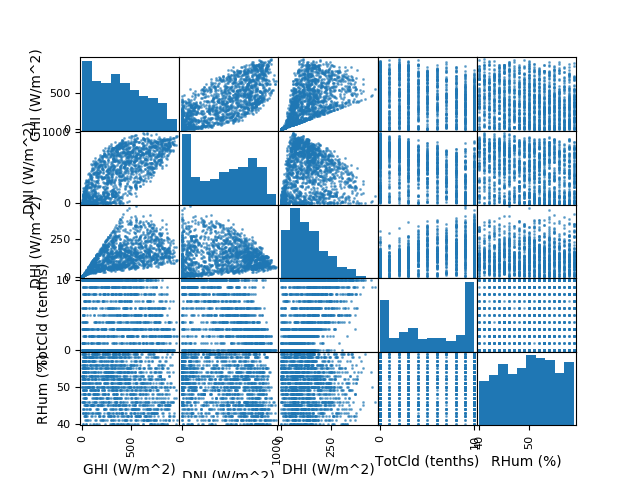 GHI (W/m^2)
500
0
DNI (W/m^2)
1000
0
DHI (W/m^2)
250
0
TotCld (tenths)
10
0
RHum (%)
50
40
0
500
0
1000
0
250
0
10
40
50
GHI (W/m^2)
DNI (W/m^2)
DHI (W/m^2)
TotCld (tenths)
RHum (%)